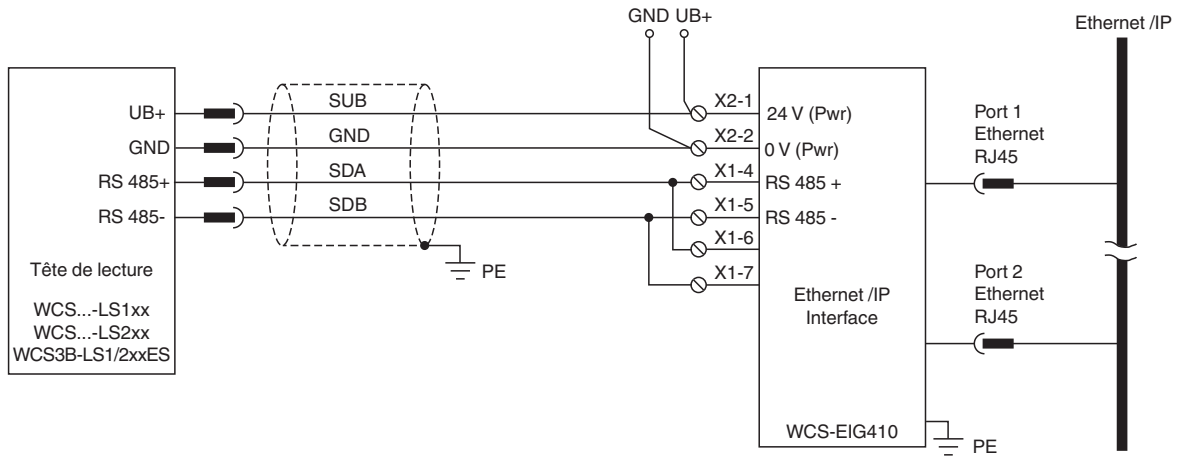 GND UB+
Ethernet /IP
UB+
GND
RS 485+
RS 485-
Tête de lecture
WCS...-LS1xx
WCS...-LS2xx
WCS3B-LS1/2xxES
SUB
GND
SDA
SDB
PE
X2-1
X2-2
X1-4
X1-5
X1-6
X1-7
24 V (Pwr)
0 V (Pwr)
RS 485 +
RS 485 -
Ethernet /IP
Interface
WCS-EIG410
PE
Port 1
Ethernet
RJ45
Port 2
Ethernet
RJ45